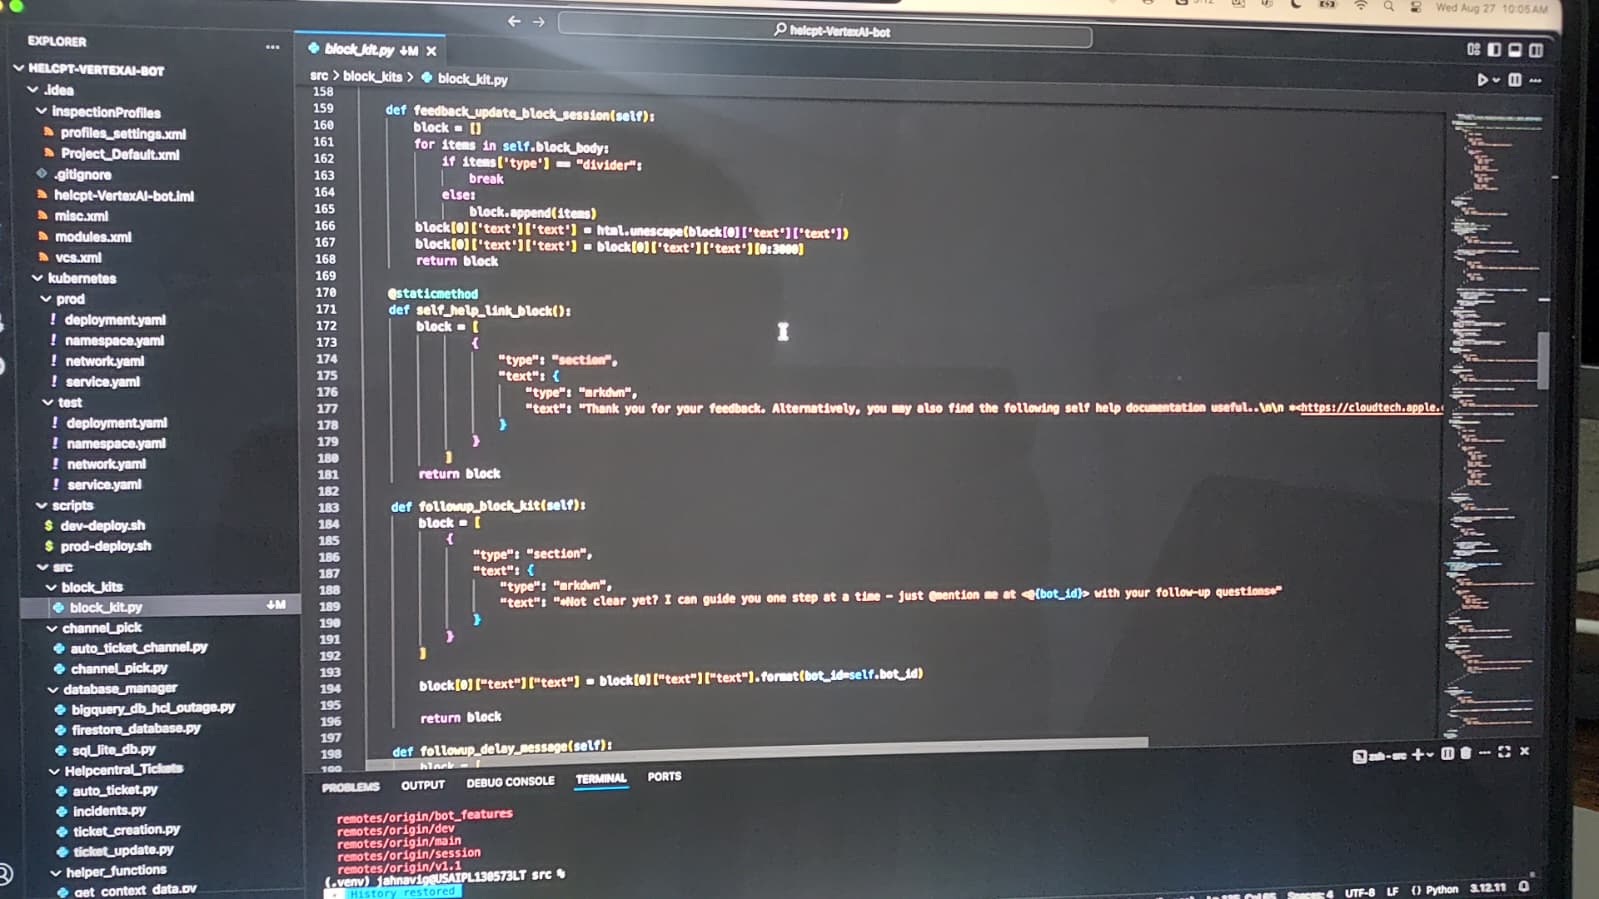 Wed Aug 27 10:05 AM
helcpt-VertexAI-bot
EXPLORER
HELCPT-VERTEXAI-BOT
.idea
inspectionProfiles
profiles_settings.xml
Project_Default.xml
.gitignore
helcpt-VertexAI-bot.iml
misc.xml
modules.xml
vcs.xml
kubernetes
prod
deployment.yaml
namespace.yaml
network.yaml
service.yaml
test
deployment.yaml
namespace.yaml
network.yaml
service.yaml
scripts
dev-deploy.sh
prod-deploy.sh
src
block_kits
block_kit.py ↓M
channel_pick
auto_ticket_channel.py
channel_pick.py
database_manager
bigquery_db_hcl_outage.py
firestore_database.py
sql_lite_db.py
Helpcentral_Tickets
auto_ticket.py
incidents.py
ticket_creation.py
ticket_update.py
helper_functions
get_context_data.py
block_kit.py ↓M
src > block_kits > block_kit.py
158
159 def feedback_update_block_session(self):
160 block = []
161 for items in self.block_body:
162 if items['type'] == "divider":
163 break
164 else:
165 block.append(items)
166 block[0]['text']['text'] = html.unescape(block[0]['text']['text'])
167 block[0]['text']['text'] = block[0]['text']['text'][0:3000]
168 return block
169
170 @staticmethod
171 def self_help_link_block():
172 block = [
173 {
174 "type": "section",
175 "text": {
176 "type": "mrkdwn",
177 "text": "Thank you for your feedback. Alternatively, you may also find the following self help documentation useful..\n\n *<https://cloudtech.apple.
178 }
179 }
180 ]
181 return block
182
183 def followup_block_kit(self):
184 block = [
185 {
186 "type": "section",
187 "text": {
188 "type": "mrkdwn",
189 "text": "*Not clear yet? I can guide you one step at a time – just @mention me at <@{bot_id}> with your follow-up questions*"
190 }
191 }
192 ]
193
194 block[0]["text"]["text"] = block[0]["text"]["text"].format(bot_id=self.bot_id)
195
196 return block
197
198 def followup_delay_message(self):
199 block = [
PROBLEMS OUTPUT DEBUG CONSOLE TERMINAL PORTS
zsh - src
remotes/origin/bot_features
remotes/origin/dev
remotes/origin/main
remotes/origin/session
remotes/origin/v1.1
(.venv) jahnavig@USAIPL130573LT src %
History restored
UTF-8 LF {} Python 3.12.11